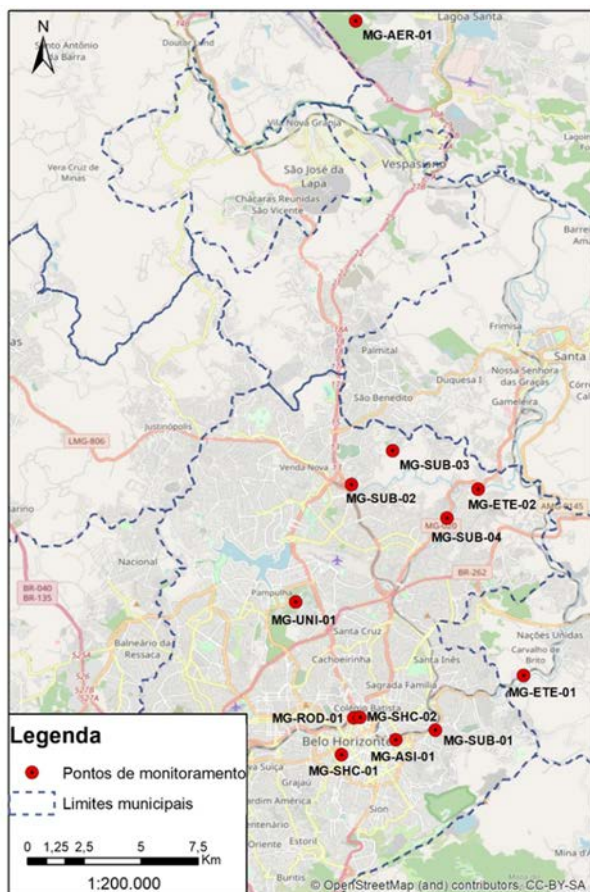 Lagoa Santa
MG-AER-01
Santo Antônio
da Barra
N
Vila Nova Granja
Vera Cruz de
Minas
Vespasiano
São José da
Lapa
Chácaras Reunidas
São Vicente
Frimisa
Santa
Palmital
Nossa Senhora
das Graças
Duquesa I
São Benedito
Gameleira
Justinópolis
LMG-806
Venda Nova
MG-SUB-03
MG-SUB-02
MG-ETE-02
MG-020
MG-SUB-04
Nacional
BR-262
BR-040
BR-135
Pampulha
MG-UNI-01
Santa Cruz
Nações Unidas
Balneário da
Ressaca
Cachoeirinha
Santa Inês
Carvalho de
Brito
Sagrada Família
MG-ETE-01
Colégio Batista
MG-ROD-01
MG-SHC-02
MG-SUB-01
Belo Horizonte
MG-ASI-01
MG-SHC-01
Grajaú
Sion
Legenda
Pontos de monitoramento
Limites municipais
0 1,25 2,5 5 7,5
Km
1:200.000
© OpenStreetMap (and) contributors, CC-BY-SA